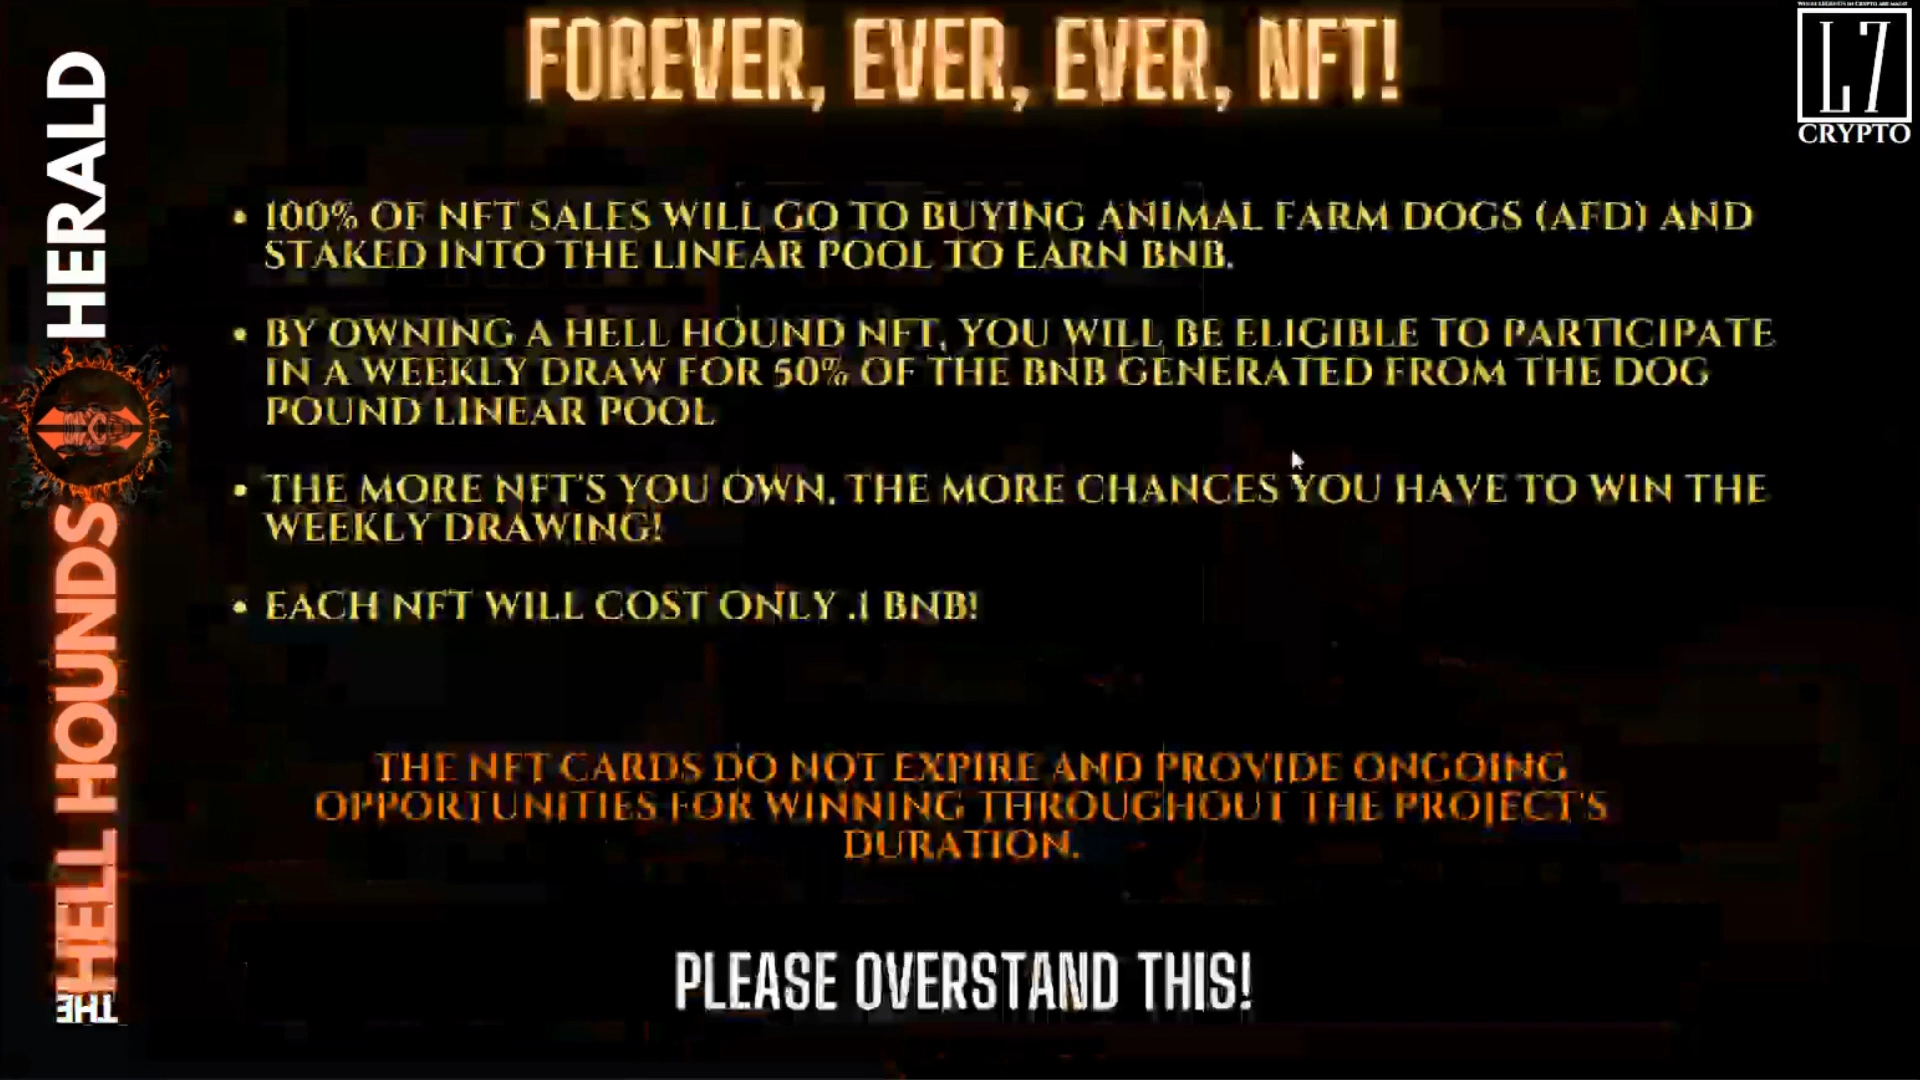 FOREVER, EVER, EVER, NFT!
L7
CRYPTO
THE HELL HOUNDS HERALD
• 100% OF NFT SALES WILL GO TO BUYING ANIMAL FARM DOGS (AFD) AND
STAKED INTO THE LINEAR POOL TO EARN BNB.
• BY OWNING A HELL HOUND NFT, YOU WILL BE ELIGIBLE TO PARTICIPATE
IN A WEEKLY DRAW FOR 50% OF THE BNB GENERATED FROM THE DOG
POUND LINEAR POOL
• THE MORE NFT'S YOU OWN, THE MORE CHANCES YOU HAVE TO WIN THE
WEEKLY DRAWING!
• EACH NFT WILL COST ONLY .1 BNB!
THE NFT CARDS DO NOT EXPIRE AND PROVIDE ONGOING
OPPORTUNITIES FOR WINNING THROUGHOUT THE PROJECT'S
DURATION.
PLEASE OVERSTAND THIS!